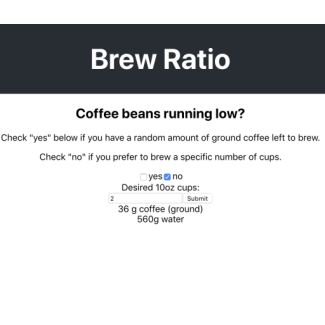 Brew Ratio
Coffee beans running low?
Check "yes" below if you have a random amount of ground coffee left to brew.
Check "no" if you prefer to brew a specific number of cups.
yes no
Desired 10oz cups:
2 Submit
36 g coffee (ground)
560g water